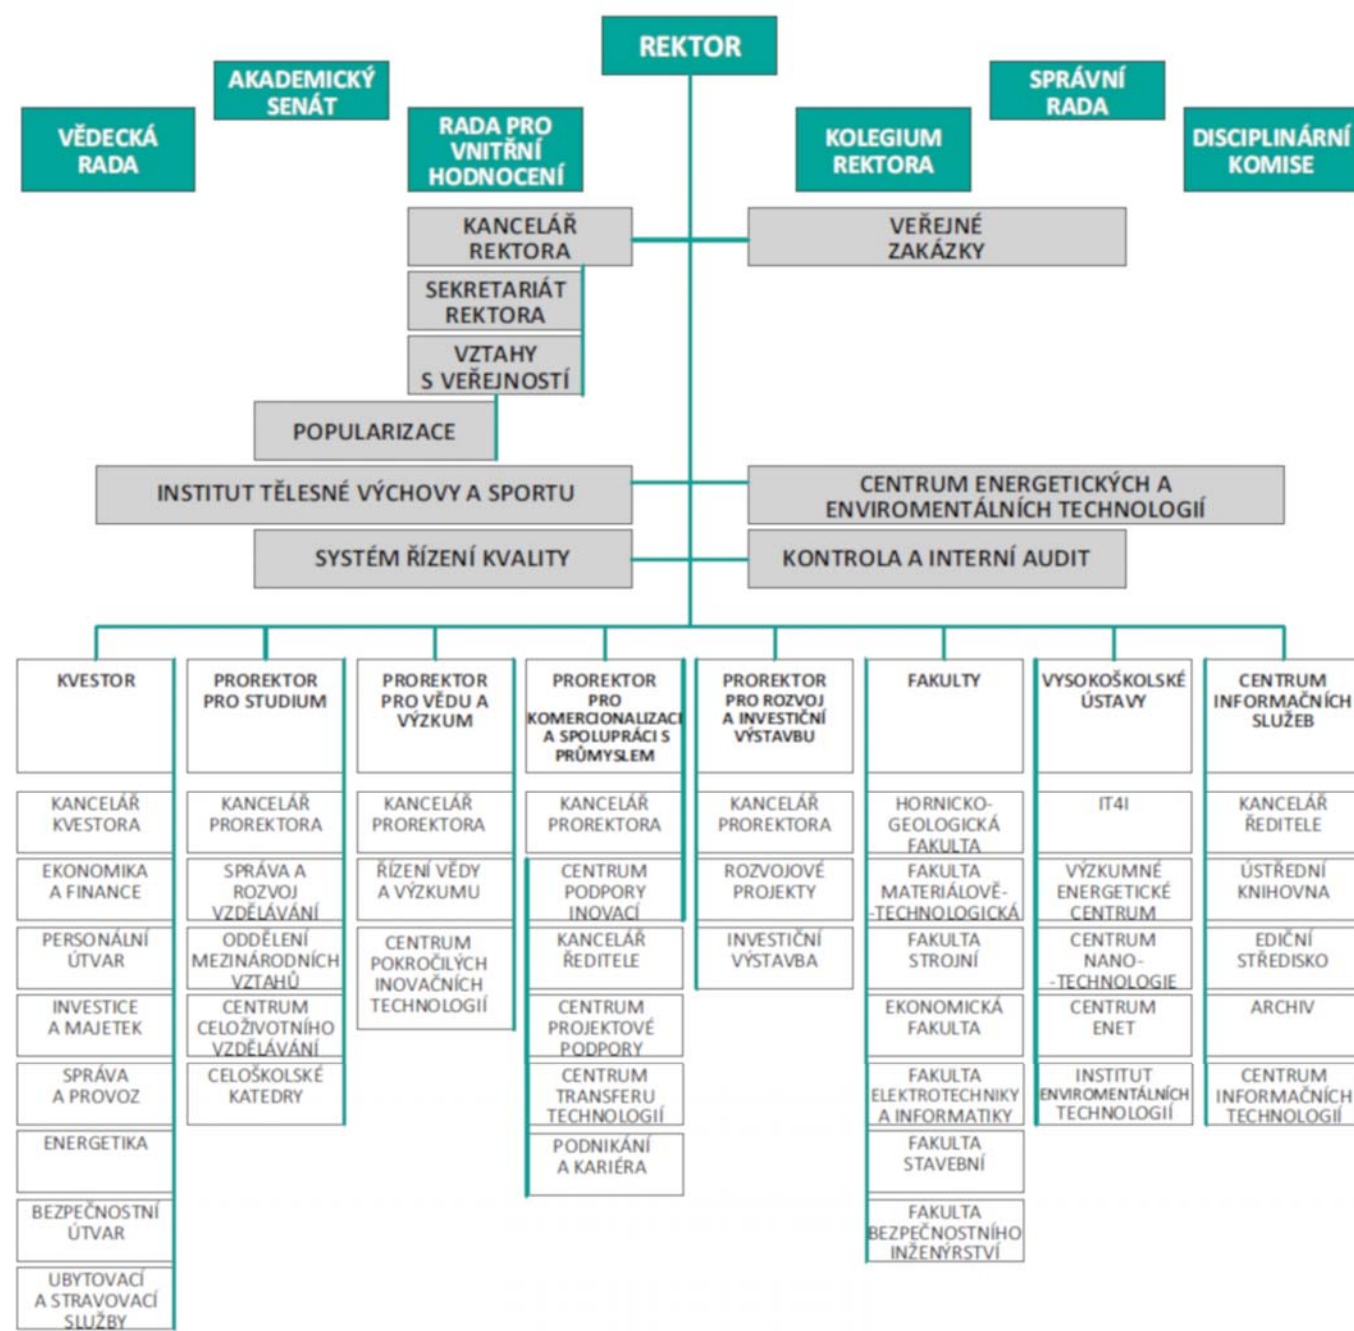 REKTOR
AKADEMICKÝ
SENÁT
SPRÁVNÍ
RADA
VĚDECKÁ
RADA
RADA PRO
VNITŘNÍ
HODNOCENÍ
KOLEGIUM
REKTORA
DISCIPLINÁRNÍ
KOMISE
KANCELÁŘ
REKTORA
VEŘEJNÉ
ZAKÁZKY
SEKRETARIÁT
REKTORA
VZTAHY
S VEŘEJNOSTÍ
POPULARIZACE
INSTITUT TĚLESNÉ VÝCHOVY A SPORTU
CENTRUM ENERGETICKÝCH A
ENVIROMENTÁLNÍCH TECHNOLOGIÍ
SYSTÉM ŘÍZENÍ KVALITY
KONTROLA A INTERNÍ AUDIT
KVESTOR
KANCELÁŘ
KVESTORA
EKONOMIKA
A FINANCE
PERSONÁLNÍ
ÚTVAR
INVESTICE
A MAJETEK
SPRÁVA
A PROVOZ
ENERGETIKA
BEZPEČNOSTNÍ
ÚTVAR
UBYTOVACÍ
A STRAVOVACÍ
SLUŽBY
PROREKTOR
PRO STUDIUM
KANCELÁŘ
PROREKTORA
SPRÁVA A
ROZVOJ
VZDĚLÁVÁNÍ
ODDĚLENÍ
MEZINÁRODNÍCH
VZTAHŮ
CENTRUM
CELOŽIVOTNÍHO
VZDĚLÁVÁNÍ
CELOŠKOLSKÉ
KATEDRY
PROREKTOR
PRO VĚDU A
VÝZKUM
KANCELÁŘ
PROREKTORA
ŘÍZENÍ VĚDY
A VÝZKUMU
CENTRUM
POKROČILÝCH
INOVAČNÍCH
TECHNOLOGIÍ
PROREKTOR
PRO
KOMERCIONALIZACI
A SPOLUPRÁCI S
PRŮMYSLEM
KANCELÁŘ
PROREKTORA
CENTRUM
PODPORY
INOVACÍ
KANCELÁŘ
ŘEDITELE
CENTRUM
PROJEKTOVÉ
PODPORY
CENTRUM
TRANSFERU
TECHNOLOGIÍ
PODNIKÁNÍ
A KARIÉRA
PROREKTOR
PRO ROZVOJ
A INVESTIČNÍ
VÝSTAVBU
KANCELÁŘ
PROREKTORA
ROZVOJOVÉ
PROJEKTY
INVESTIČNÍ
VÝSTAVBA
FAKULTY
HORNICKO-
GEOLOGICKÁ
FAKULTA
FAKULTA
MATERIÁLOVĚ-
-TECHNOLOGICKÁ
FAKULTA
STROJNÍ
EKONOMICKÁ
FAKULTA
FAKULTA
ELEKTROTECHNIKY
A INFORMATIKY
FAKULTA
STAVEBNÍ
FAKULTA
BEZPEČNOSTNÍHO
INŽENÝRSTVÍ
VYSOKOŠKOLSKÉ
ÚSTAVY
IT4I
VÝZKUMNÉ
ENERGETICKÉ
CENTRUM
CENTRUM
NANO-
-TECHNOLOGIE
CENTRUM
ENET
INSTITUT
ENVIROMENTÁLNÍCH
TECHNOLOGIÍ
CENTRUM
INFORMAČNÍCH
SLUŽEB
KANCELÁŘ
ŘEDITELE
ÚSTŘEDNÍ
KNIHOVNA
EDIČNÍ
STŘEDISKO
ARCHIV
CENTRUM
INFORMAČNÍCH
TECHNOLOGIÍ